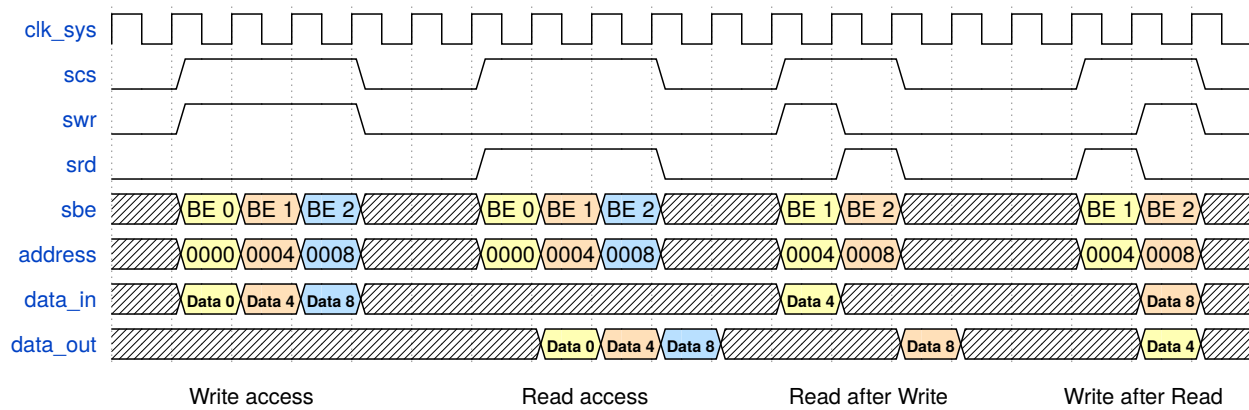 clk_sys
scs
swr
srd
sbe BE 0 BE 1 BE 2 BE 0 BE 1 BE 2 BE 1 BE 2 BE 1 BE 2
address 0000 0004 0008 0000 0004 0008 0004 0008 0004 0008
data_in Data 0 Data 4 Data 8 Data 4 Data 8
data_out Data 0 Data 4 Data 8 Data 8 Data 4
Write access Read access Read after Write Write after Read